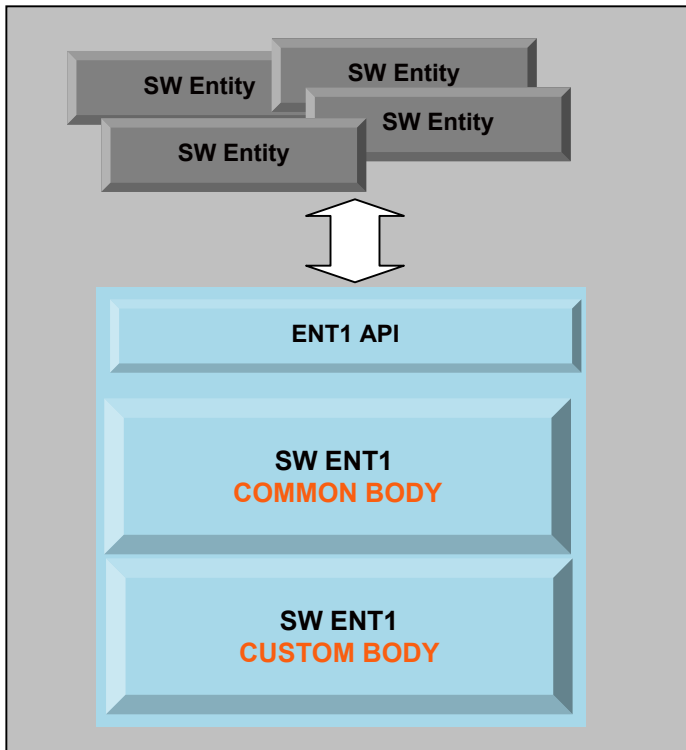 SW Entity
SW Entity
SW Entity
SW Entity
ENT1 API
SW ENT1
COMMON BODY
SW ENT1
CUSTOM BODY